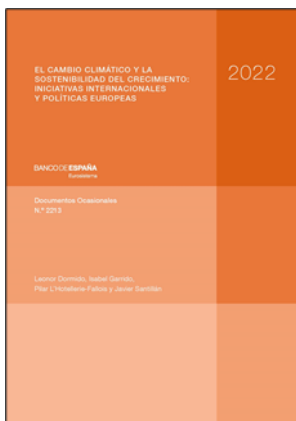 EL CAMBIO CLIMÁTICO Y LA
SOSTENIBILIDAD DEL CRECIMIENTO:
INICIATIVAS INTERNACIONALES
Y POLÍTICAS EUROPEAS
2022
BANCO DE ESPAÑA
Eurosistema
Documentos Ocasionales
N.º 2213
Leonor Dormido, Isabel Garrido,
Pilar L'Hotellerie-Fallois y Javier Santillán